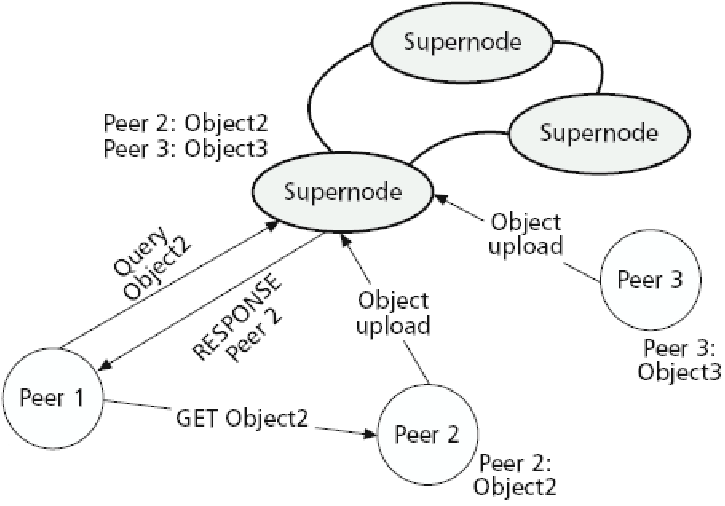 Supernode
Supernode
Peer 2: Object2
Peer 3: Object3
Supernode
Object
upload
Query
Object2
Peer 3
RESPONSE
Peer 2
Object
upload
Peer 3:
Object3
Peer 1
GET Object2
Peer 2
Peer 2:
Object2